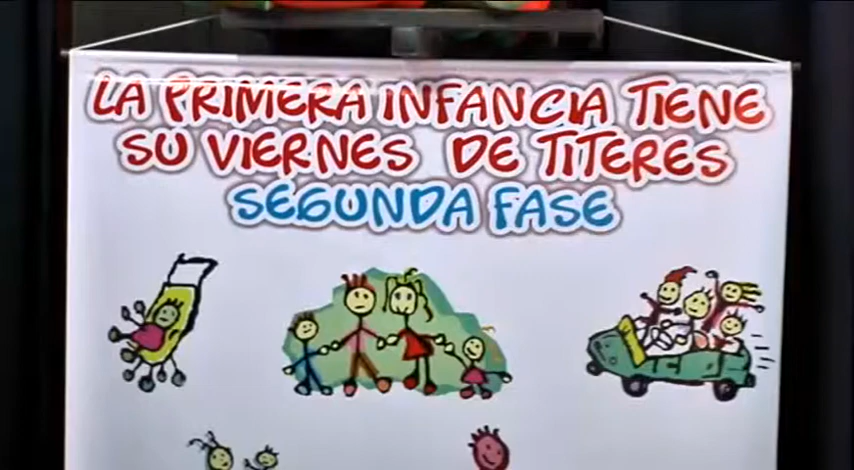 LA PRIMERA INFANCIA TIENE
SU VIERNES DE TITERES
SEGUNDA FASE